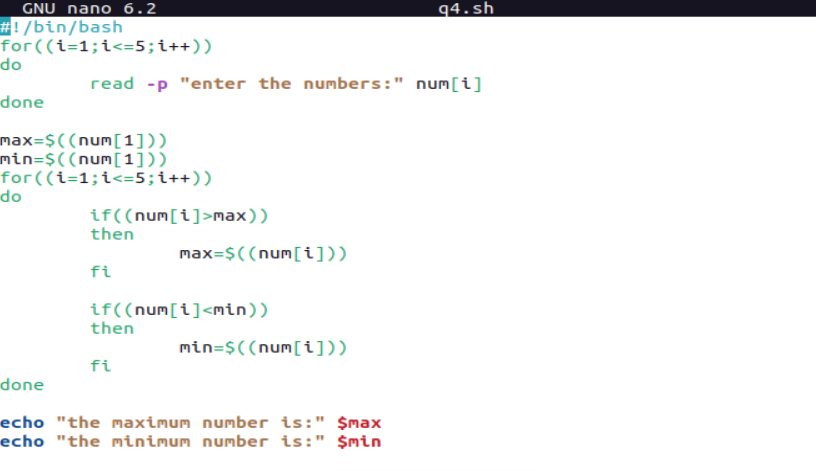 GNU nano 6.2 q4.sh
#!/bin/bash
for((i=1;i<=5;i++))
do
        read -p "enter the numbers:" num[i]
done

max=$((num[1]))
min=$((num[1]))
for((i=1;i<=5;i++))
do
        if((num[i]>max))
        then
                max=$((num[i]))
        fi

        if((num[i]<min))
        then
                min=$((num[i]))
        fi
done

echo "the maximum number is:" $max
echo "the minimum number is:" $min